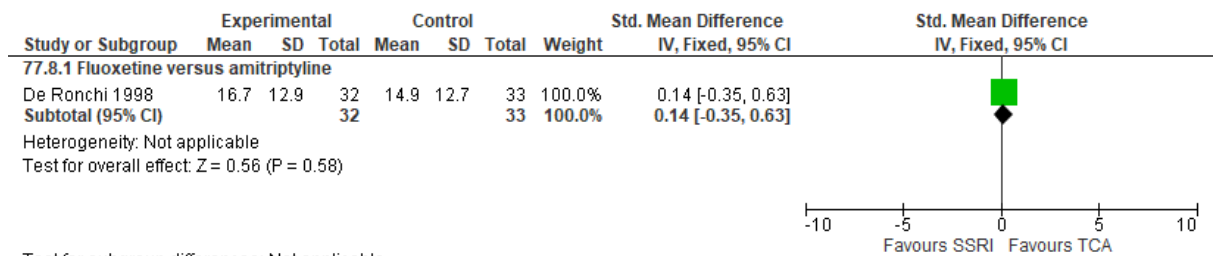 Experimental Control Std. Mean Difference Std. Mean Difference
Study or Subgroup Mean SD Total Mean SD Total Weight IV, Fixed, 95% CI IV, Fixed, 95% CI
77.8.1 Fluoxetine versus amitriptyline
De Ronchi 1998 16.7 12.9 32 14.9 12.7 33 100.0% 0.14 [-0.35, 0.63]
Subtotal (95% CI) 32 33 100.0% 0.14 [-0.35, 0.63]
Heterogeneity: Not applicable
Test for overall effect: Z = 0.56 (P = 0.58)
-10 -5 0 5 10
Favours SSRI Favours TCA